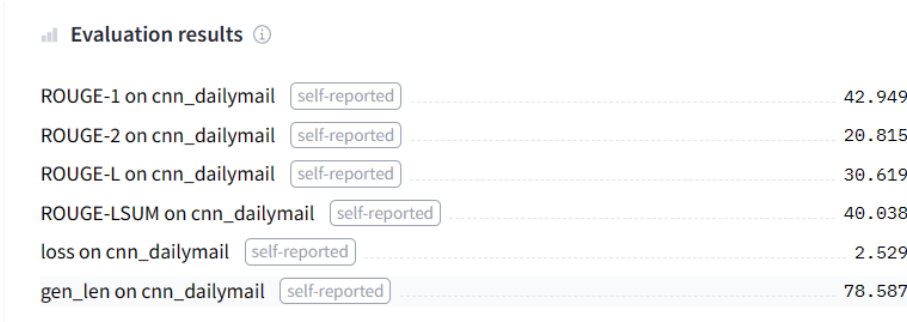 Evaluation results
ROUGE-1 on cnn_dailymail self-reported 42.949
ROUGE-2 on cnn_dailymail self-reported 20.815
ROUGE-L on cnn_dailymail self-reported 30.619
ROUGE-LSUM on cnn_dailymail self-reported 40.038
loss on cnn_dailymail self-reported 2.529
gen_len on cnn_dailymail self-reported 78.587